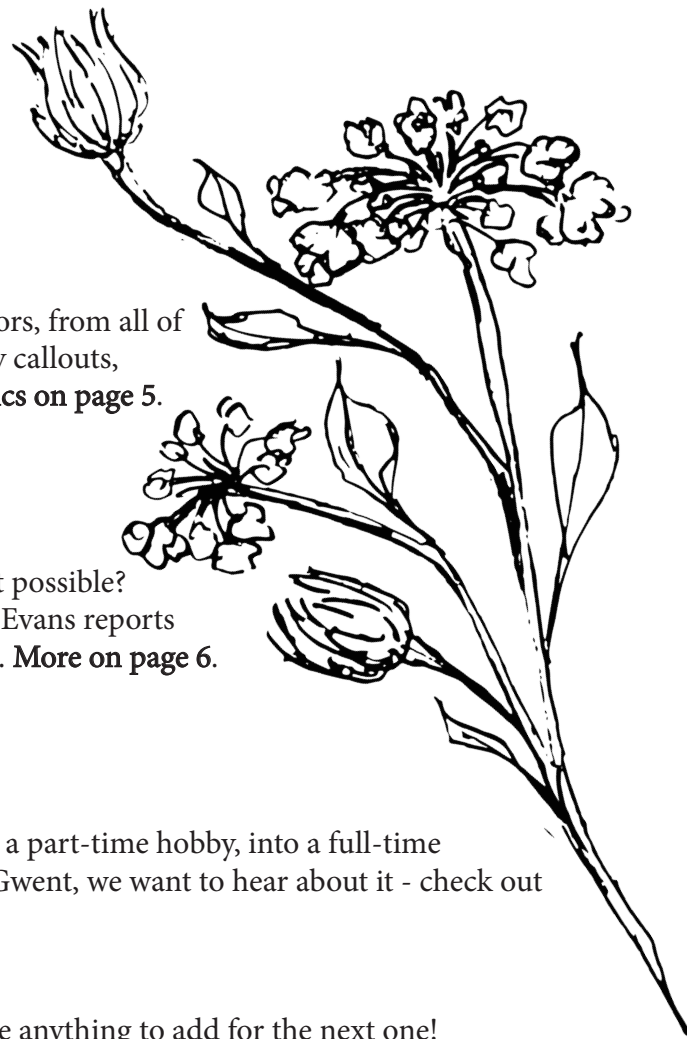 ors, from all of
callouts,
ics on page 5.
t possible?
Evans reports
. More on page 6.
a part-time hobby, into a full-time
Gwent, we want to hear about it - check out
e anything to add for the next one!